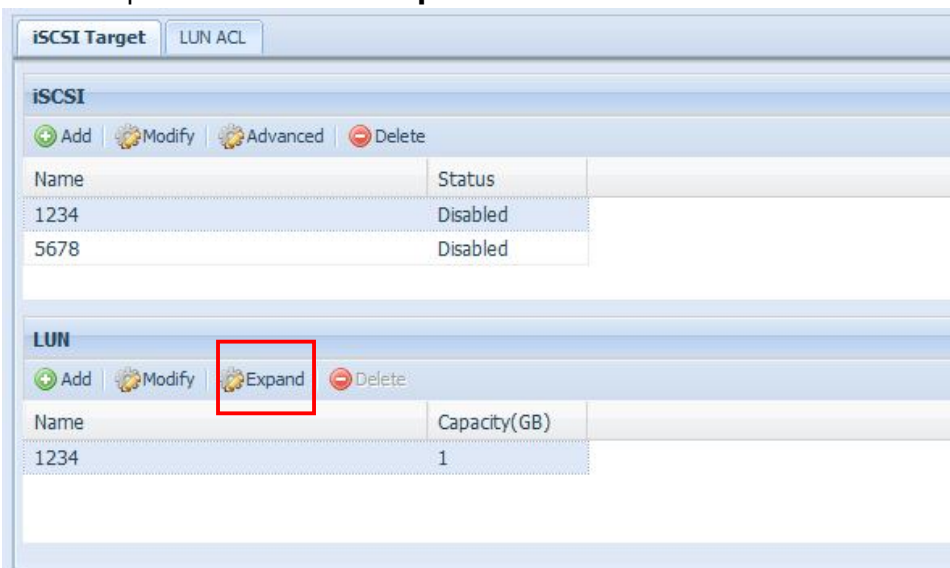 iSCSI Target LUN ACL
iSCSI
Add Modify Advanced Delete
Name Status
1234 Disabled
5678 Disabled
LUN
Add Modify Expand Delete
Name Capacity(GB)
1234 1